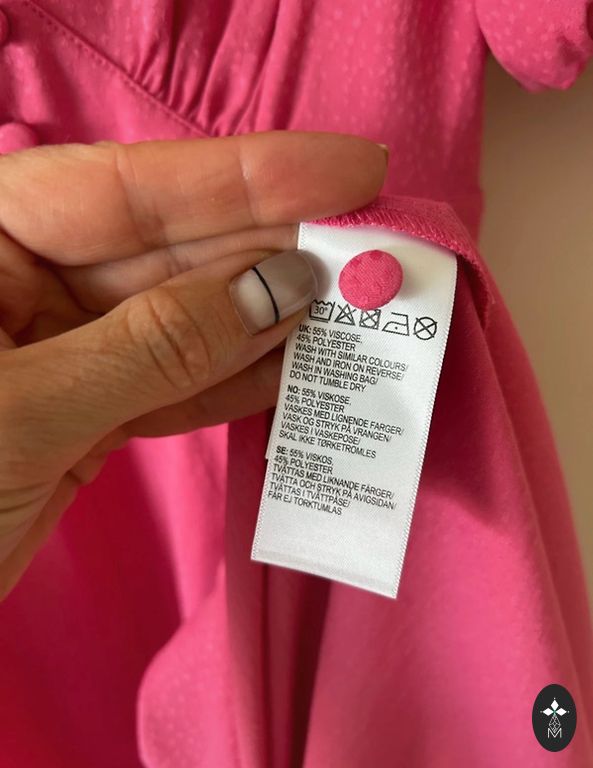 30°
UK: 55% VISCOSE,
45% POLYESTER
WASH WITH SIMILAR COLOURS/
WASH AND IRON ON REVERSE/
WASH IN WASHING BAG/
DO NOT TUMBLE DRY
NO: 55% VISKOSE,
45% POLYESTER
VASKES MED LIGNENDE FARGER/
VASK OG STRYK PÅ VRANGEN/
VASKES I VASKEPOSE/
SKAL IKKE TØRKETROMLES
SE: 55% VISKOS
45% POLYESTER
TVÄTTAS MED LIKNANDE FÄRGER/
TVÄTTA OCH STRYK PÅ AVIGSIDAN/
TVÄTTAS I TVÄTTPÅSE/
FÅR EJ TORKTUMLAS
M